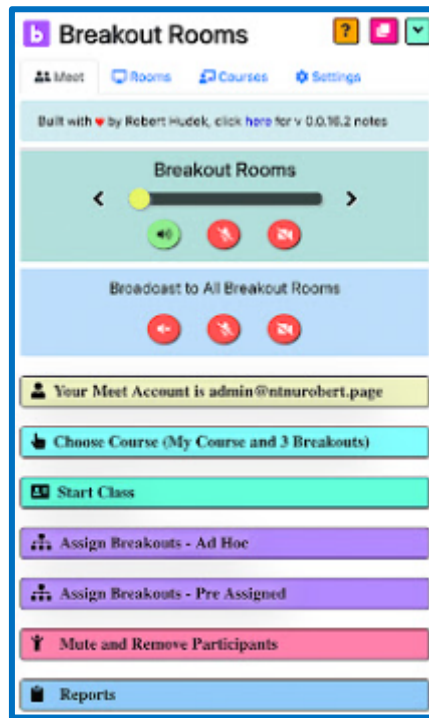 b Breakout Rooms ?
Meet Rooms Courses Settings
Built with ♥ by Robert Hudek, click here for v 0.0.16.2 notes
Breakout Rooms
Broadcast to All Breakout Rooms
Your Meet Account is admin@ntnurobert.page
Choose Course (My Course and 3 Breakouts)
Start Class
Assign Breakouts - Ad Hoc
Assign Breakouts - Pre Assigned
Mute and Remove Participants
Reports